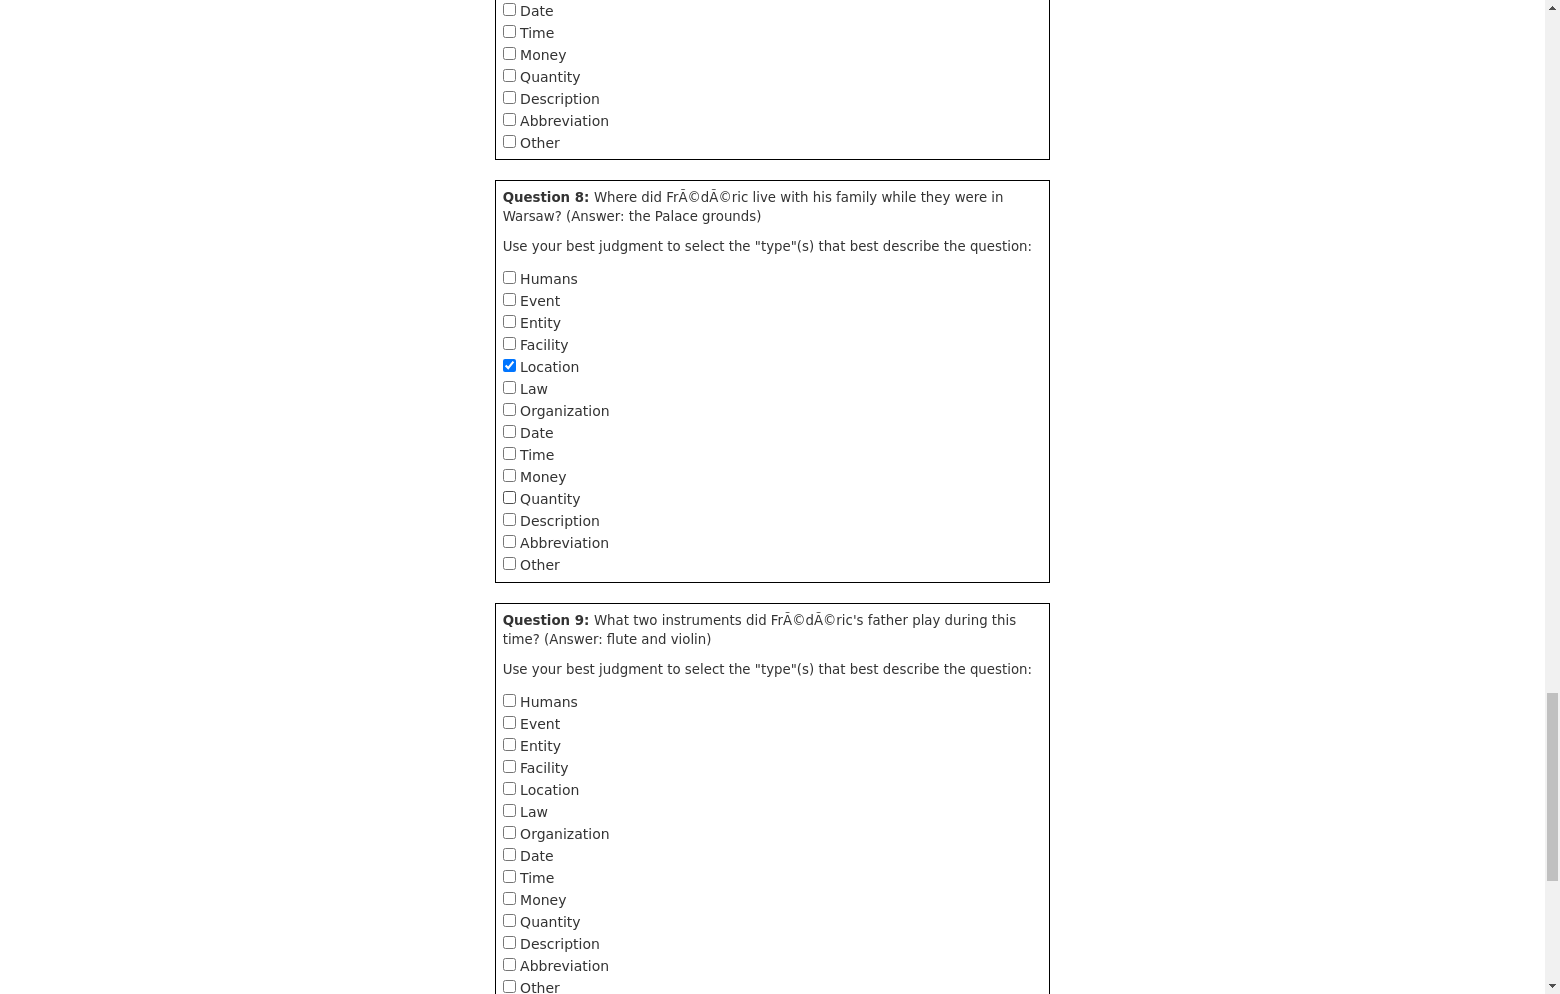 Date
Time
Money
Quantity
Description
Abbreviation
Other
Question 8: Where did FrÃ©dÃ©ric live with his family while they were in
Warsaw? (Answer: the Palace grounds)
Use your best judgment to select the "type"(s) that best describe the question:
Humans
Event
Entity
Facility
Location
Law
Organization
Date
Time
Money
Quantity
Description
Abbreviation
Other
Question 9: What two instruments did FrÃ©dÃ©ric's father play during this
time? (Answer: flute and violin)
Use your best judgment to select the "type"(s) that best describe the question:
Humans
Event
Entity
Facility
Location
Law
Organization
Date
Time
Money
Quantity
Description
Abbreviation
Other